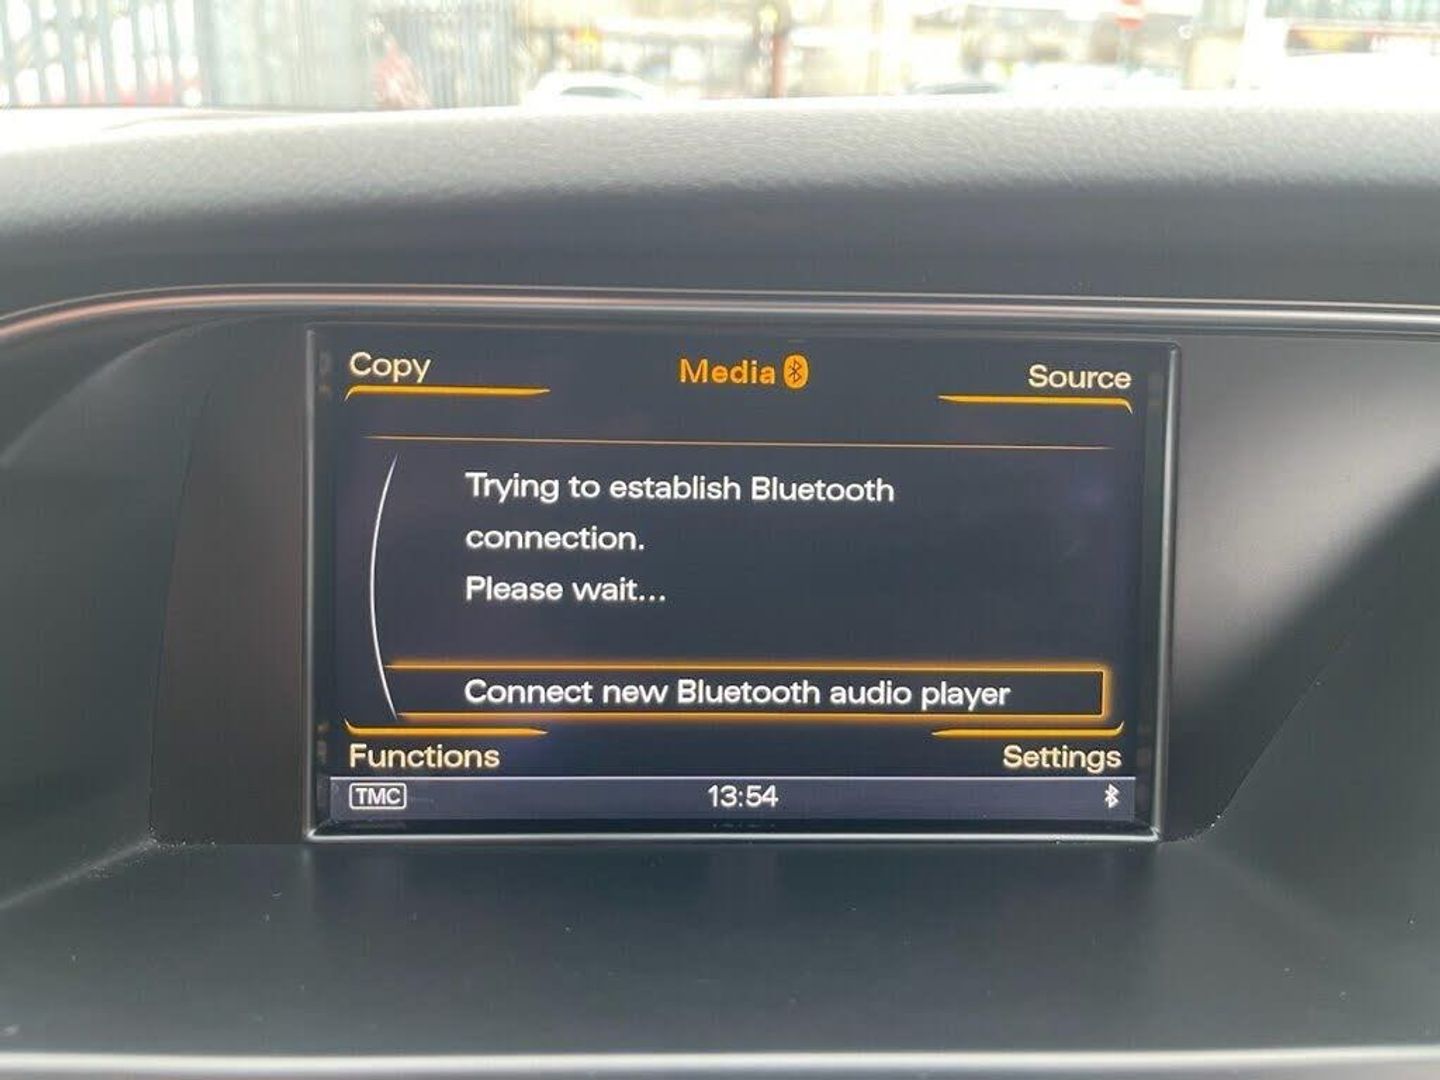 Copy
Media
Source
Trying to establish Bluetooth
connection.
Please wait...
Connect new Bluetooth audio player
Functions
Settings
TMC
13:54